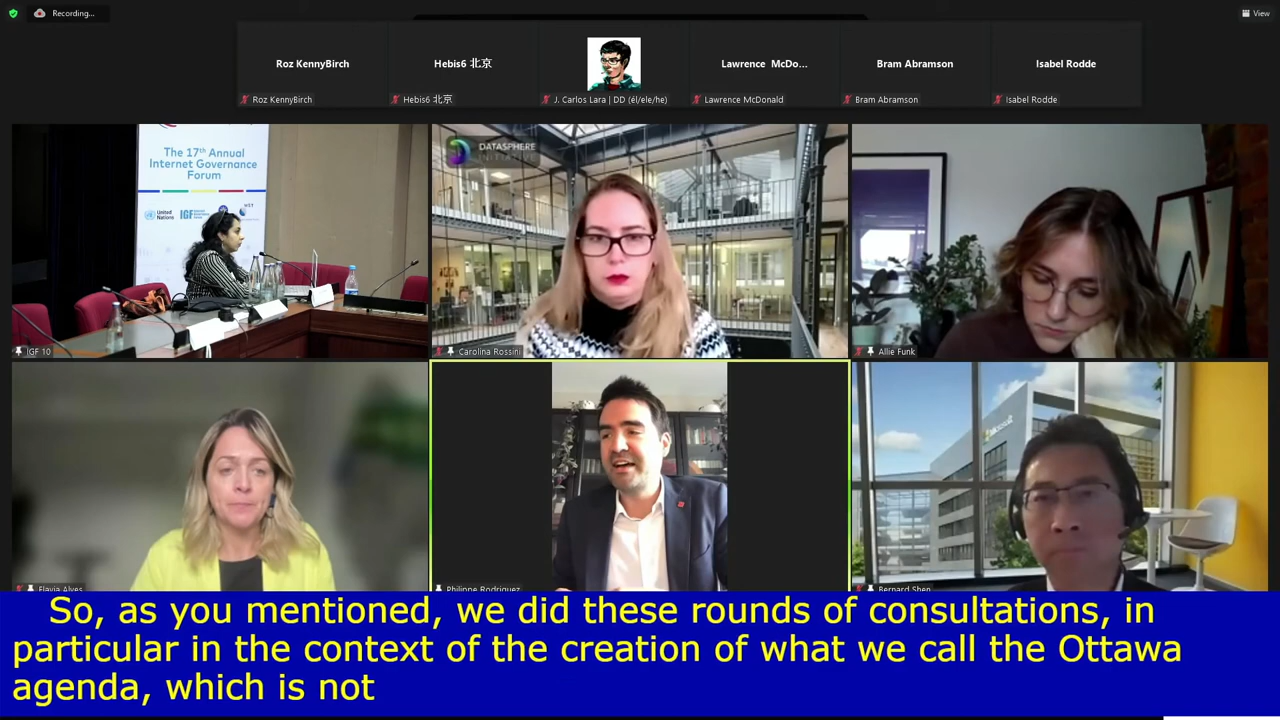 Recording...
View
Roz KennyBirch
Hebis6 北京
Lawrence McDo...
Bram Abramson
Isabel Rodde
Roz KennyBirch
Hebis6 北京
J. Carlos Lara | DD (él/ele/he)
Lawrence McDonald
Bram Abramson
Isabel Rodde
The 17th Annual
Internet Governance
Forum
United
Nations
IGF
DATASPHERE
INITIATIVE
IGF 10
Carolina Rossini
Allie Funk
Microsoft
Flavia Alves
Philippe Rodriguez
Bernard Shen
So, as you mentioned, we did these rounds of consultations, in
particular in the context of the creation of what we call the Ottawa
agenda, which is not